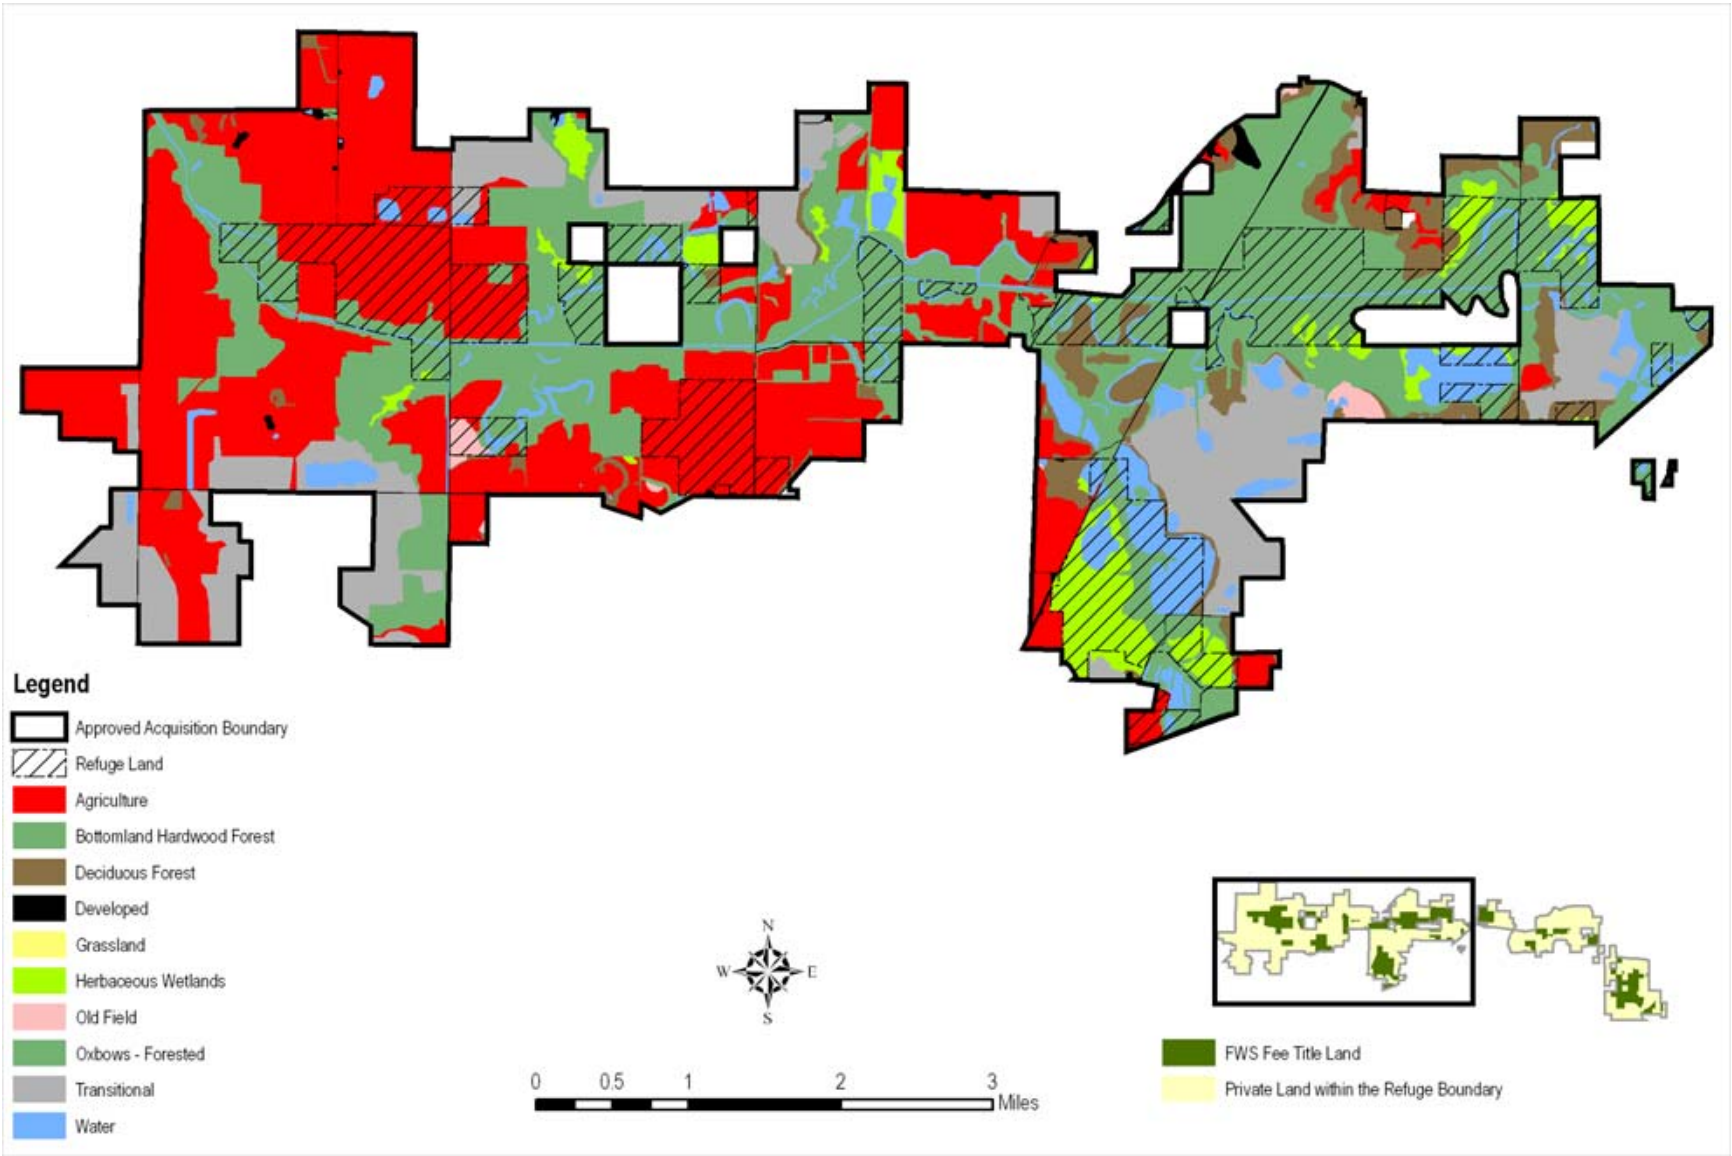 Legend
Approved Acquisition Boundary
Refuge Land
Agriculture
Bottomland Hardwood Forest
Deciduous Forest
Developed
Grassland
Herbaceous Wetlands
Old Field
Oxbows - Forested
Transitional
Water
N
W E
S
0 0.5 1 2 3
Miles
FWS Fee Title Land
Private Land within the Refuge Boundary